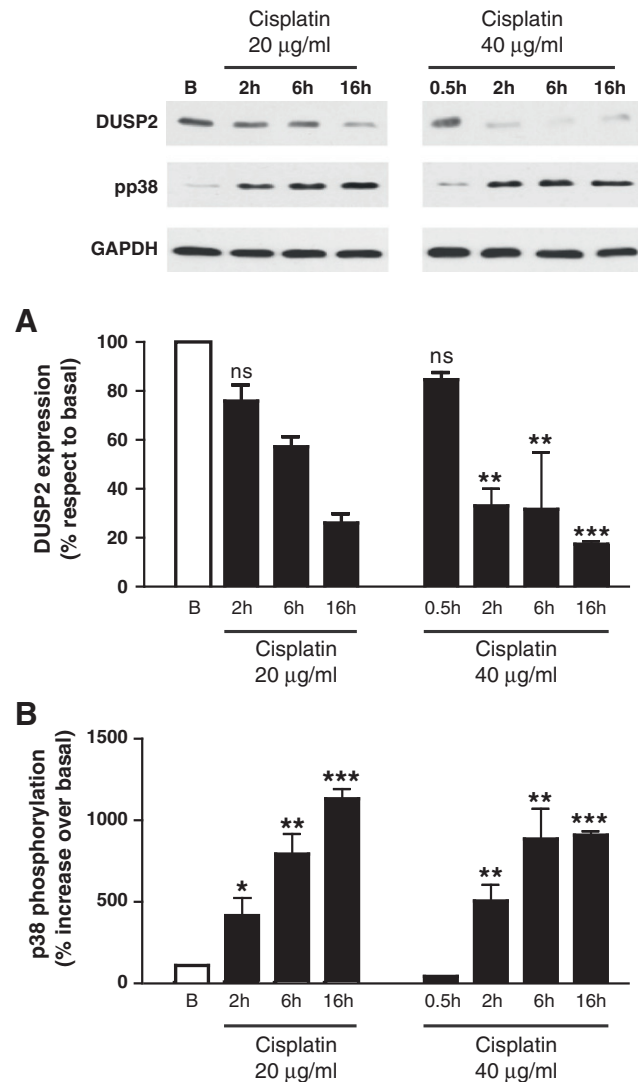 Cisplatin Cisplatin
20 μg/ml 40 μg/ml
B 2h 6h 16h 0.5h 2h 6h 16h
DUSP2
pp38
GAPDH
A
DUSP2 expression
(% respect to basal)
100
80
60
40
20
0
ns
ns
**
**
***
B 2h 6h 16h 0.5h 2h 6h 16h
Cisplatin Cisplatin
20 μg/ml 40 μg/ml
B
p38 phosphorylation
(% increase over basal)
1500
1000
500
0
*
**
***
**
**
***
B 2h 6h 16h 0.5h 2h 6h 16h
Cisplatin Cisplatin
20 μg/ml 40 μg/ml